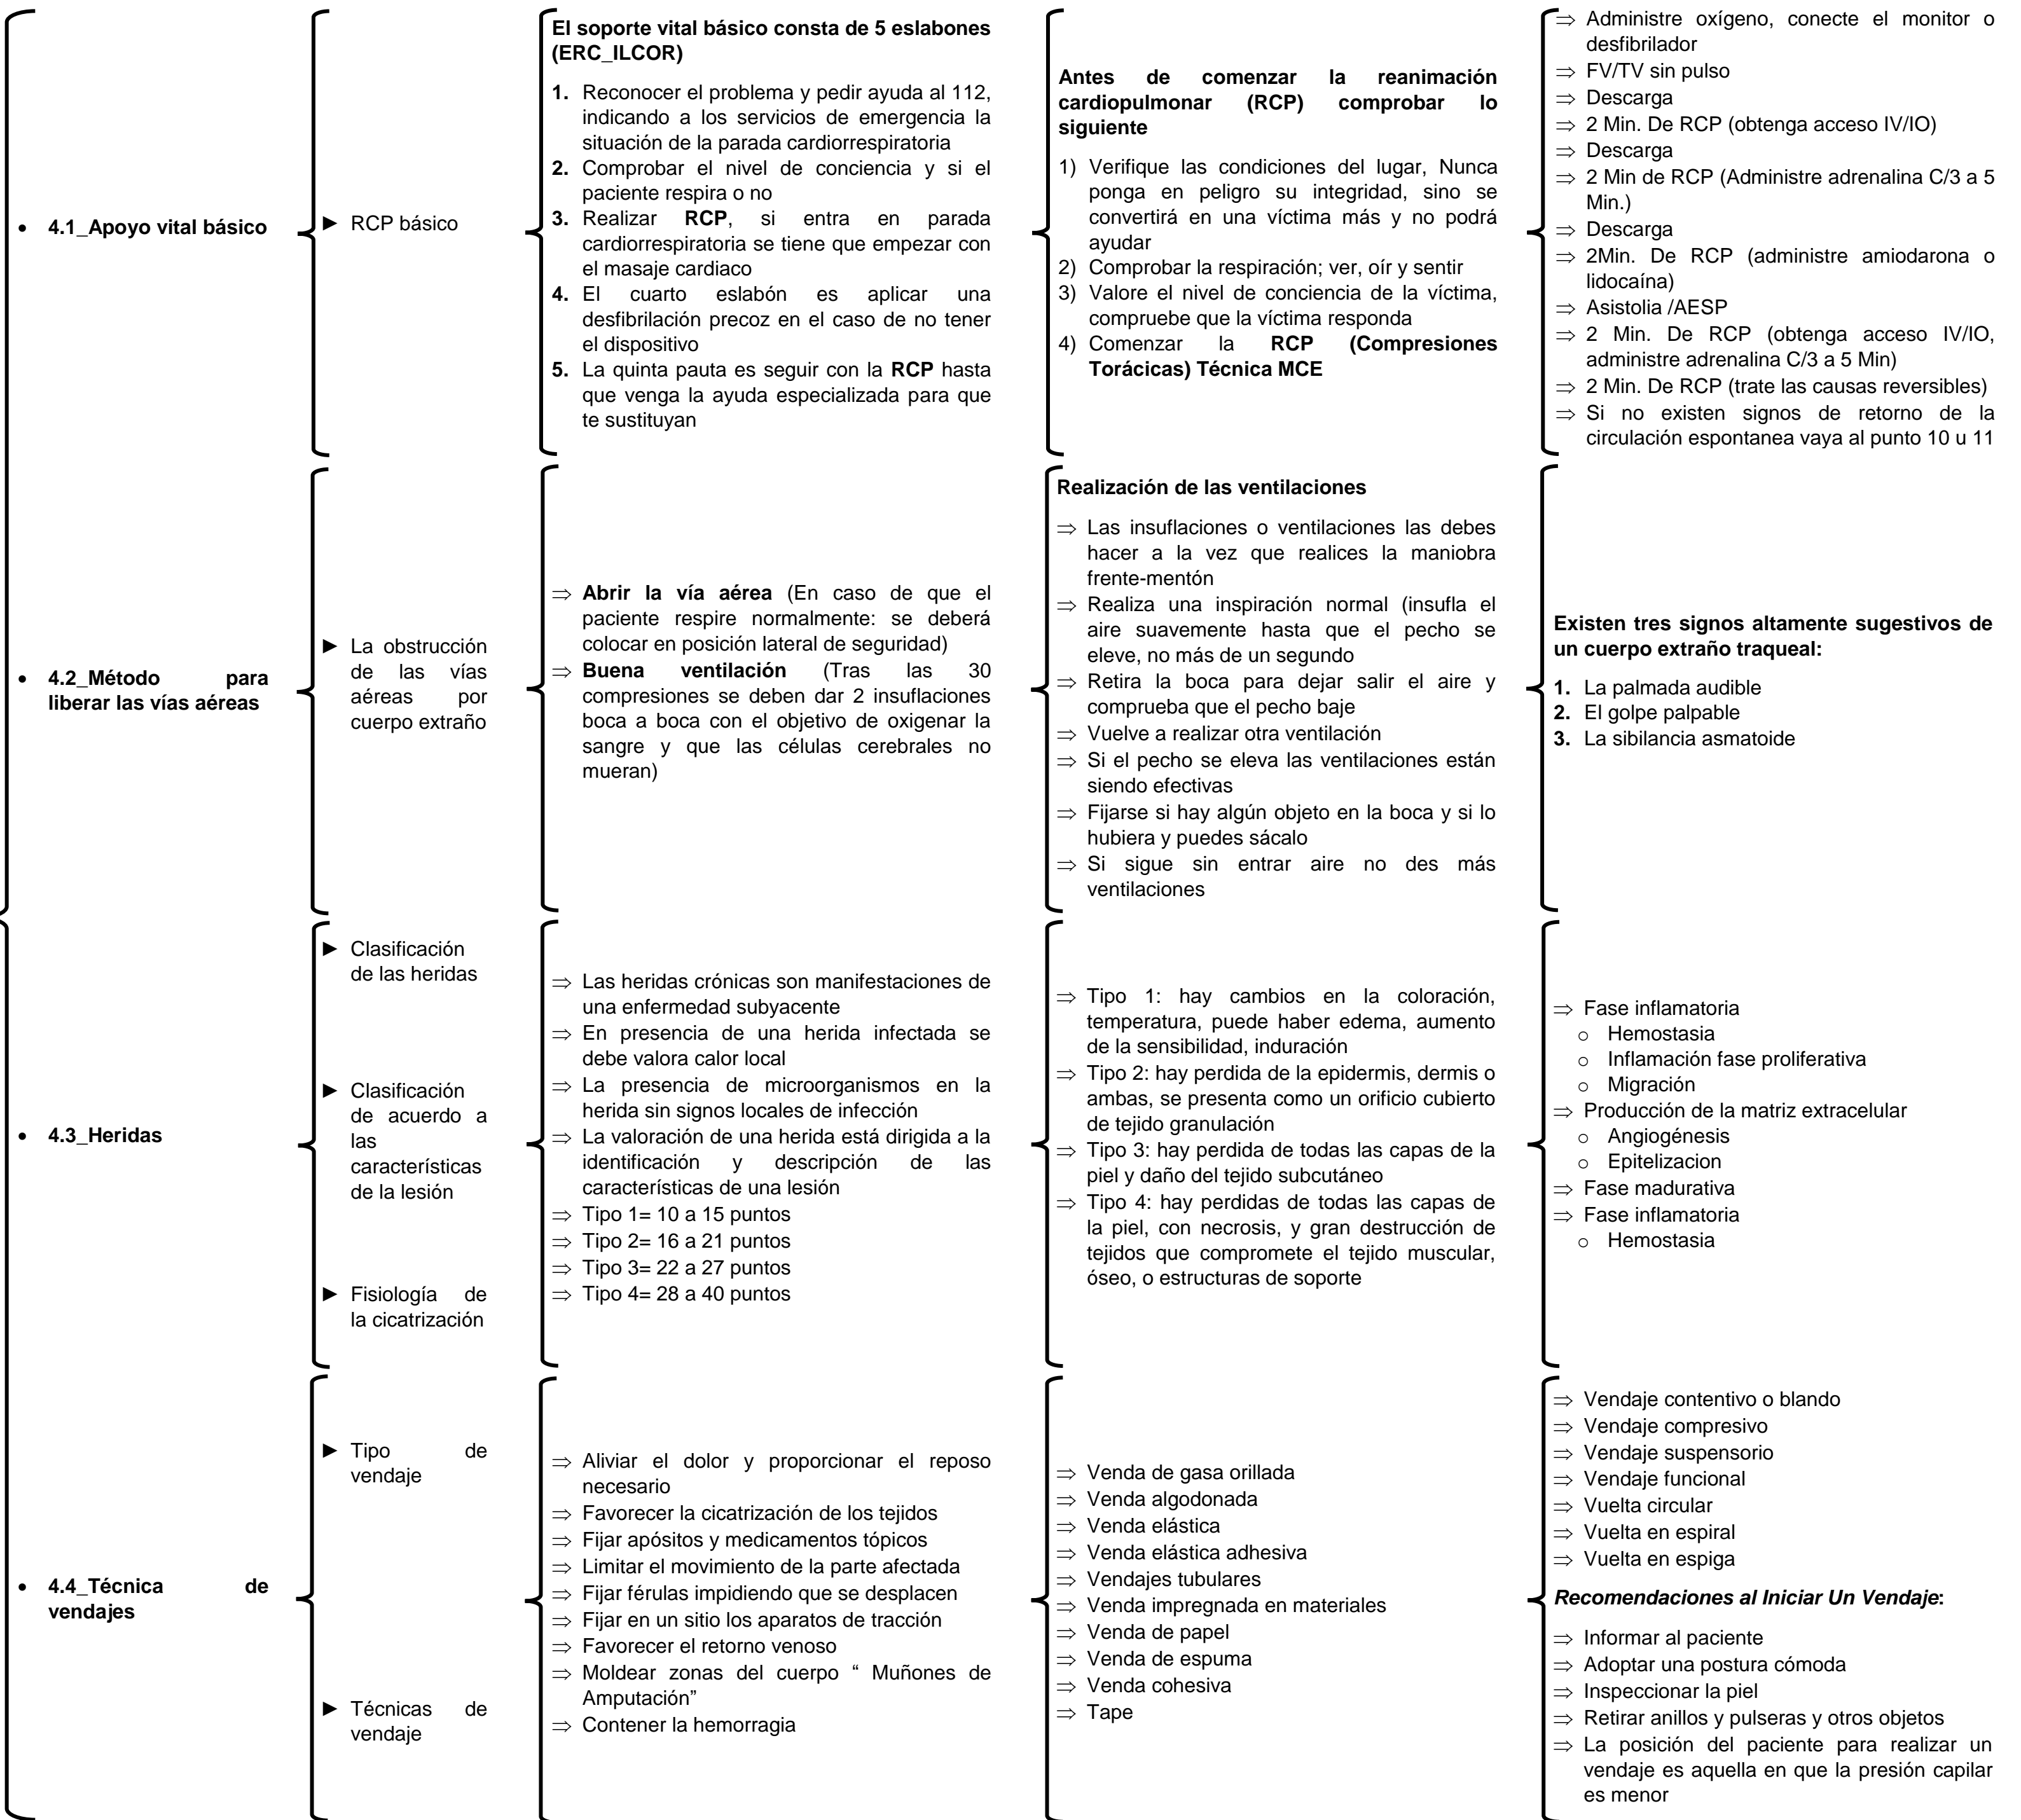 • 4.1_Apoyo vital básico
► RCP básico
El soporte vital básico consta de 5 eslabones
(ERC_ILCOR)
1. Reconocer el problema y pedir ayuda al 112,
indicando a los servicios de emergencia la
situación de la parada cardiorrespiratoria
2. Comprobar el nivel de conciencia y si el
paciente respira o no
3. Realizar RCP, si entra en parada
cardiorrespiratoria se tiene que empezar con
el masaje cardiaco
4. El cuarto eslabón es aplicar una
desfibrilación precoz en el caso de no tener
el dispositivo
5. La quinta pauta es seguir con la RCP hasta
que venga la ayuda especializada para que
te sustituyan
Antes de comenzar la reanimación
cardiopulmonar (RCP) comprobar lo
siguiente
1) Verifique las condiciones del lugar, Nunca
ponga en peligro su integridad, sino se
convertirá en una víctima más y no podrá
ayudar
2) Comprobar la respiración; ver, oír y sentir
3) Valore el nivel de conciencia de la víctima,
compruebe que la víctima responda
4) Comenzar la RCP (Compresiones
Torácicas) Técnica MCE
⇒ Administre oxígeno, conecte el monitor o
desfibrilador
⇒ FV/TV sin pulso
⇒ Descarga
⇒ 2 Min. De RCP (obtenga acceso IV/IO)
⇒ Descarga
⇒ 2 Min de RCP (Administre adrenalina C/3 a 5
Min.)
⇒ Descarga
⇒ 2Min. De RCP (administre amiodarona o
lidocaína)
⇒ Asistolia /AESP
⇒ 2 Min. De RCP (obtenga acceso IV/IO,
administre adrenalina C/3 a 5 Min)
⇒ 2 Min. De RCP (trate las causas reversibles)
⇒ Si no existen signos de retorno de la
circulación espontanea vaya al punto 10 u 11
• 4.2_Método para
liberar las vías aéreas
► La obstrucción
de las vías
aéreas por
cuerpo extraño
⇒ Abrir la vía aérea (En caso de que el
paciente respire normalmente: se deberá
colocar en posición lateral de seguridad)
⇒ Buena ventilación (Tras las 30
compresiones se deben dar 2 insuflaciones
boca a boca con el objetivo de oxigenar la
sangre y que las células cerebrales no
mueran)
Realización de las ventilaciones
⇒ Las insuflaciones o ventilaciones las debes
hacer a la vez que realices la maniobra
frente-mentón
⇒ Realiza una inspiración normal (insufla el
aire suavemente hasta que el pecho se
eleve, no más de un segundo
⇒ Retira la boca para dejar salir el aire y
comprueba que el pecho baje
⇒ Vuelve a realizar otra ventilación
⇒ Si el pecho se eleva las ventilaciones están
siendo efectivas
⇒ Fijarse si hay algún objeto en la boca y si lo
hubiera y puedes sácalo
⇒ Si sigue sin entrar aire no des más
ventilaciones
Existen tres signos altamente sugestivos de
un cuerpo extraño traqueal:
1. La palmada audible
2. El golpe palpable
3. La sibilancia asmatoide
• 4.3_Heridas
► Clasificación
de las heridas
► Clasificación
de acuerdo a
las
características
de la lesión
► Fisiología de
la cicatrización
⇒ Las heridas crónicas son manifestaciones de
una enfermedad subyacente
⇒ En presencia de una herida infectada se
debe valora calor local
⇒ La presencia de microorganismos en la
herida sin signos locales de infección
⇒ La valoración de una herida está dirigida a la
identificación y descripción de las
características de una lesión
⇒ Tipo 1= 10 a 15 puntos
⇒ Tipo 2= 16 a 21 puntos
⇒ Tipo 3= 22 a 27 puntos
⇒ Tipo 4= 28 a 40 puntos
⇒ Tipo 1: hay cambios en la coloración,
temperatura, puede haber edema, aumento
de la sensibilidad, induración
⇒ Tipo 2: hay perdida de la epidermis, dermis o
ambas, se presenta como un orificio cubierto
de tejido granulación
⇒ Tipo 3: hay perdida de todas las capas de la
piel y daño del tejido subcutáneo
⇒ Tipo 4: hay perdidas de todas las capas de
la piel, con necrosis, y gran destrucción de
tejidos que compromete el tejido muscular,
óseo, o estructuras de soporte
⇒ Fase inflamatoria
o Hemostasia
o Inflamación fase proliferativa
o Migración
⇒ Producción de la matriz extracelular
o Angiogénesis
o Epitelizacion
⇒ Fase madurativa
⇒ Fase inflamatoria
o Hemostasia
• 4.4_Técnica de
vendajes
► Tipo de
vendaje
► Técnicas de
vendaje
⇒ Aliviar el dolor y proporcionar el reposo
necesario
⇒ Favorecer la cicatrización de los tejidos
⇒ Fijar apósitos y medicamentos tópicos
⇒ Limitar el movimiento de la parte afectada
⇒ Fijar férulas impidiendo que se desplacen
⇒ Fijar en un sitio los aparatos de tracción
⇒ Favorecer el retorno venoso
⇒ Moldear zonas del cuerpo “ Muñones de
Amputación”
⇒ Contener la hemorragia
⇒ Venda de gasa orillada
⇒ Venda algodonada
⇒ Venda elástica
⇒ Venda elástica adhesiva
⇒ Vendajes tubulares
⇒ Venda impregnada en materiales
⇒ Venda de papel
⇒ Venda de espuma
⇒ Venda cohesiva
⇒ Tape
⇒ Vendaje contentivo o blando
⇒ Vendaje compresivo
⇒ Vendaje suspensorio
⇒ Vendaje funcional
⇒ Vuelta circular
⇒ Vuelta en espiral
⇒ Vuelta en espiga
Recomendaciones al Iniciar Un Vendaje:
⇒ Informar al paciente
⇒ Adoptar una postura cómoda
⇒ Inspeccionar la piel
⇒ Retirar anillos y pulseras y otros objetos
⇒ La posición del paciente para realizar un
vendaje es aquella en que la presión capilar
es menor